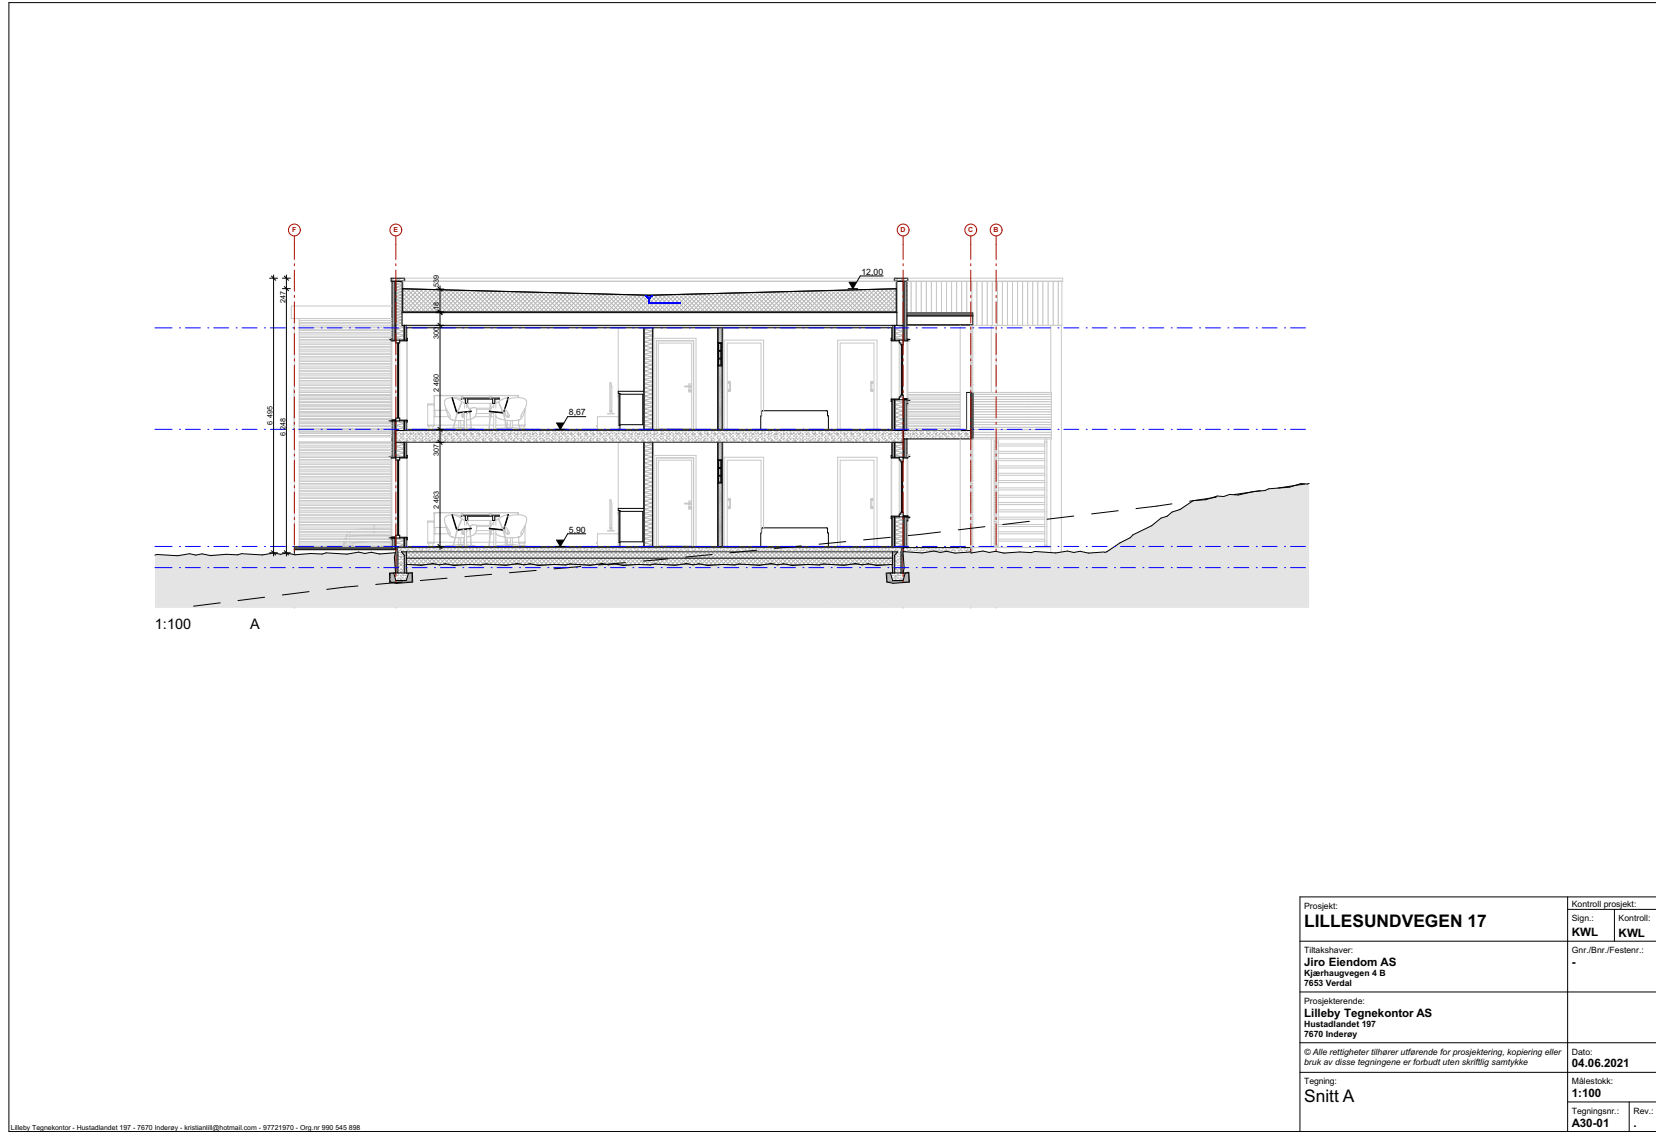 F E D C B
12,00
539
247
18
300
2 460
6 495
6 248
8,67
307
2 463
5,90
1:100 A
Prosjekt:
LILLESUNDVEGEN 17
Kontroll prosjekt:
Sign.: Kontroll:
KWL KWL
Tiltakshaver:
Jiro Eiendom AS
Kjærhaugvegen 4 B
7653 Verdal
Gnr./Bnr./Festenr.:
-
Prosjekterende:
Lilleby Tegnekontor AS
Hustadlandet 197
7670 Inderøy
© Alle rettigheter tilhører utførende for prosjektering, kopiering eller
bruk av disse tegningene er forbudt uten skriftlig samtykke
Dato:
04.06.2021
Tegning:
Snitt A
Målestokk:
1:100
Tegningsnr.: Rev.:
A30-01 .
Lilleby Tegnekontor - Hustadlandet 197 - 7670 Inderøy - kristianlill@hotmail.com - 97721970 - Org.nr 990 545 898